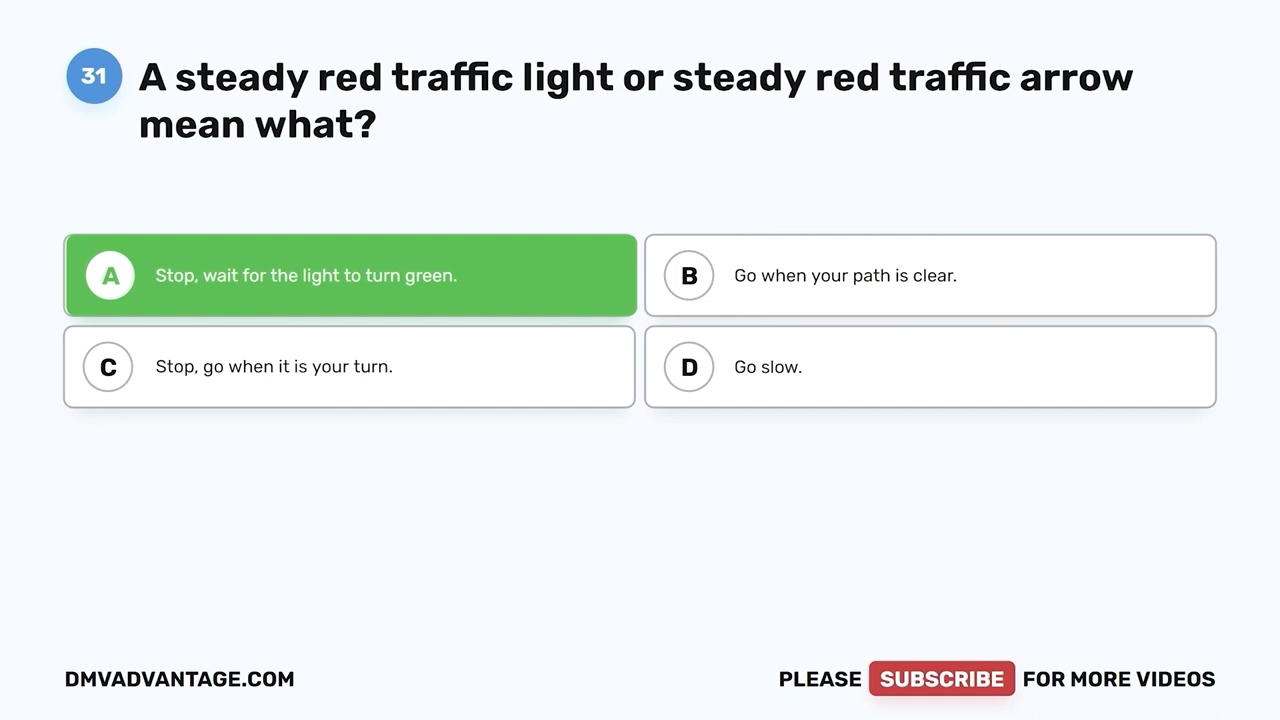 31
A steady red traffic light or steady red traffic arrow
mean what?
A Stop, wait for the light to turn green.
B Go when your path is clear.
C Stop, go when it is your turn.
D Go slow.
DMVADVANTAGE.COM
PLEASE SUBSCRIBE FOR MORE VIDEOS